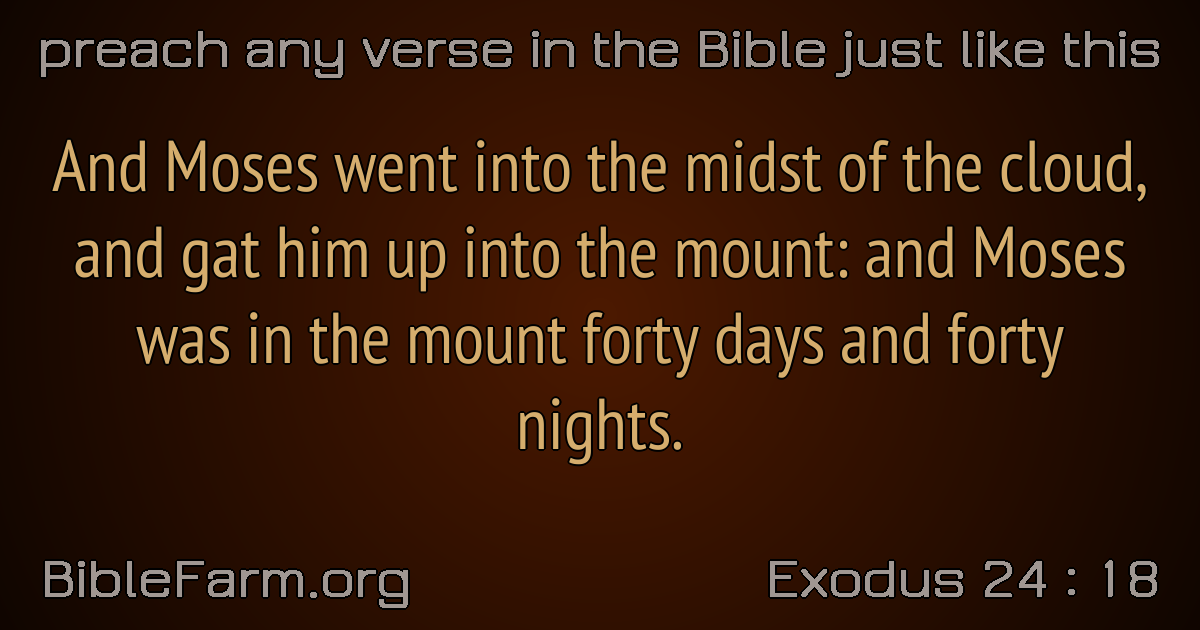 preach any verse in the Bible just like this
And Moses went into the midst of the cloud,
and gat him up into the mount: and Moses
was in the mount forty days and forty
nights.
BibleFarm.org
Exodus 24 : 18